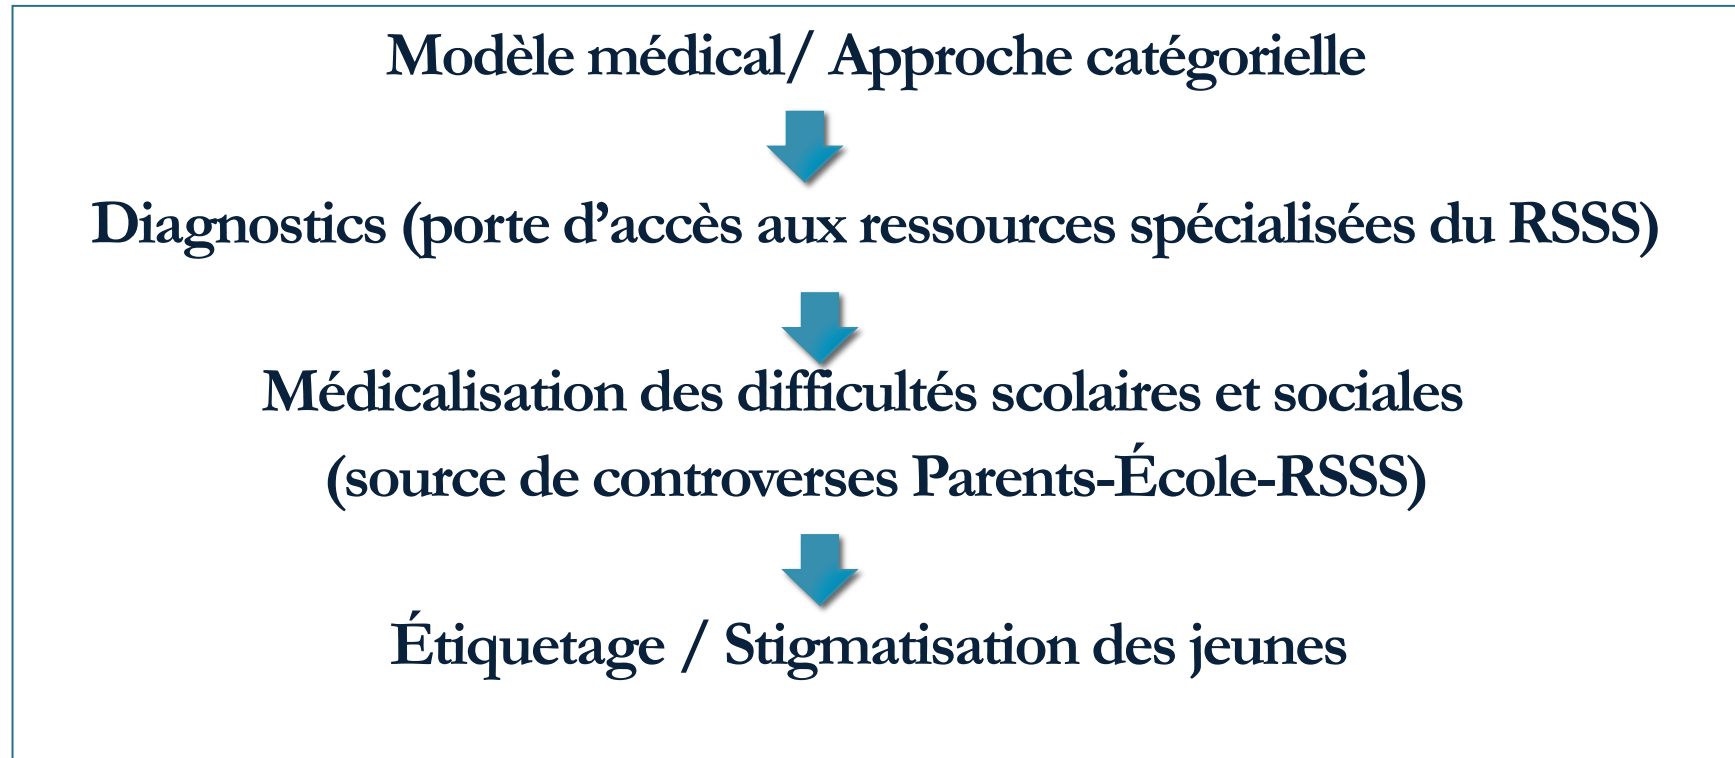 Modèle médical/ Approche catégorielle
Diagnostics (porte d’accès aux ressources spécialisées du RSSS)
Médicalisation des difficultés scolaires et sociales
(source de controverses Parents-École-RSSS)
Étiquetage / Stigmatisation des jeunes